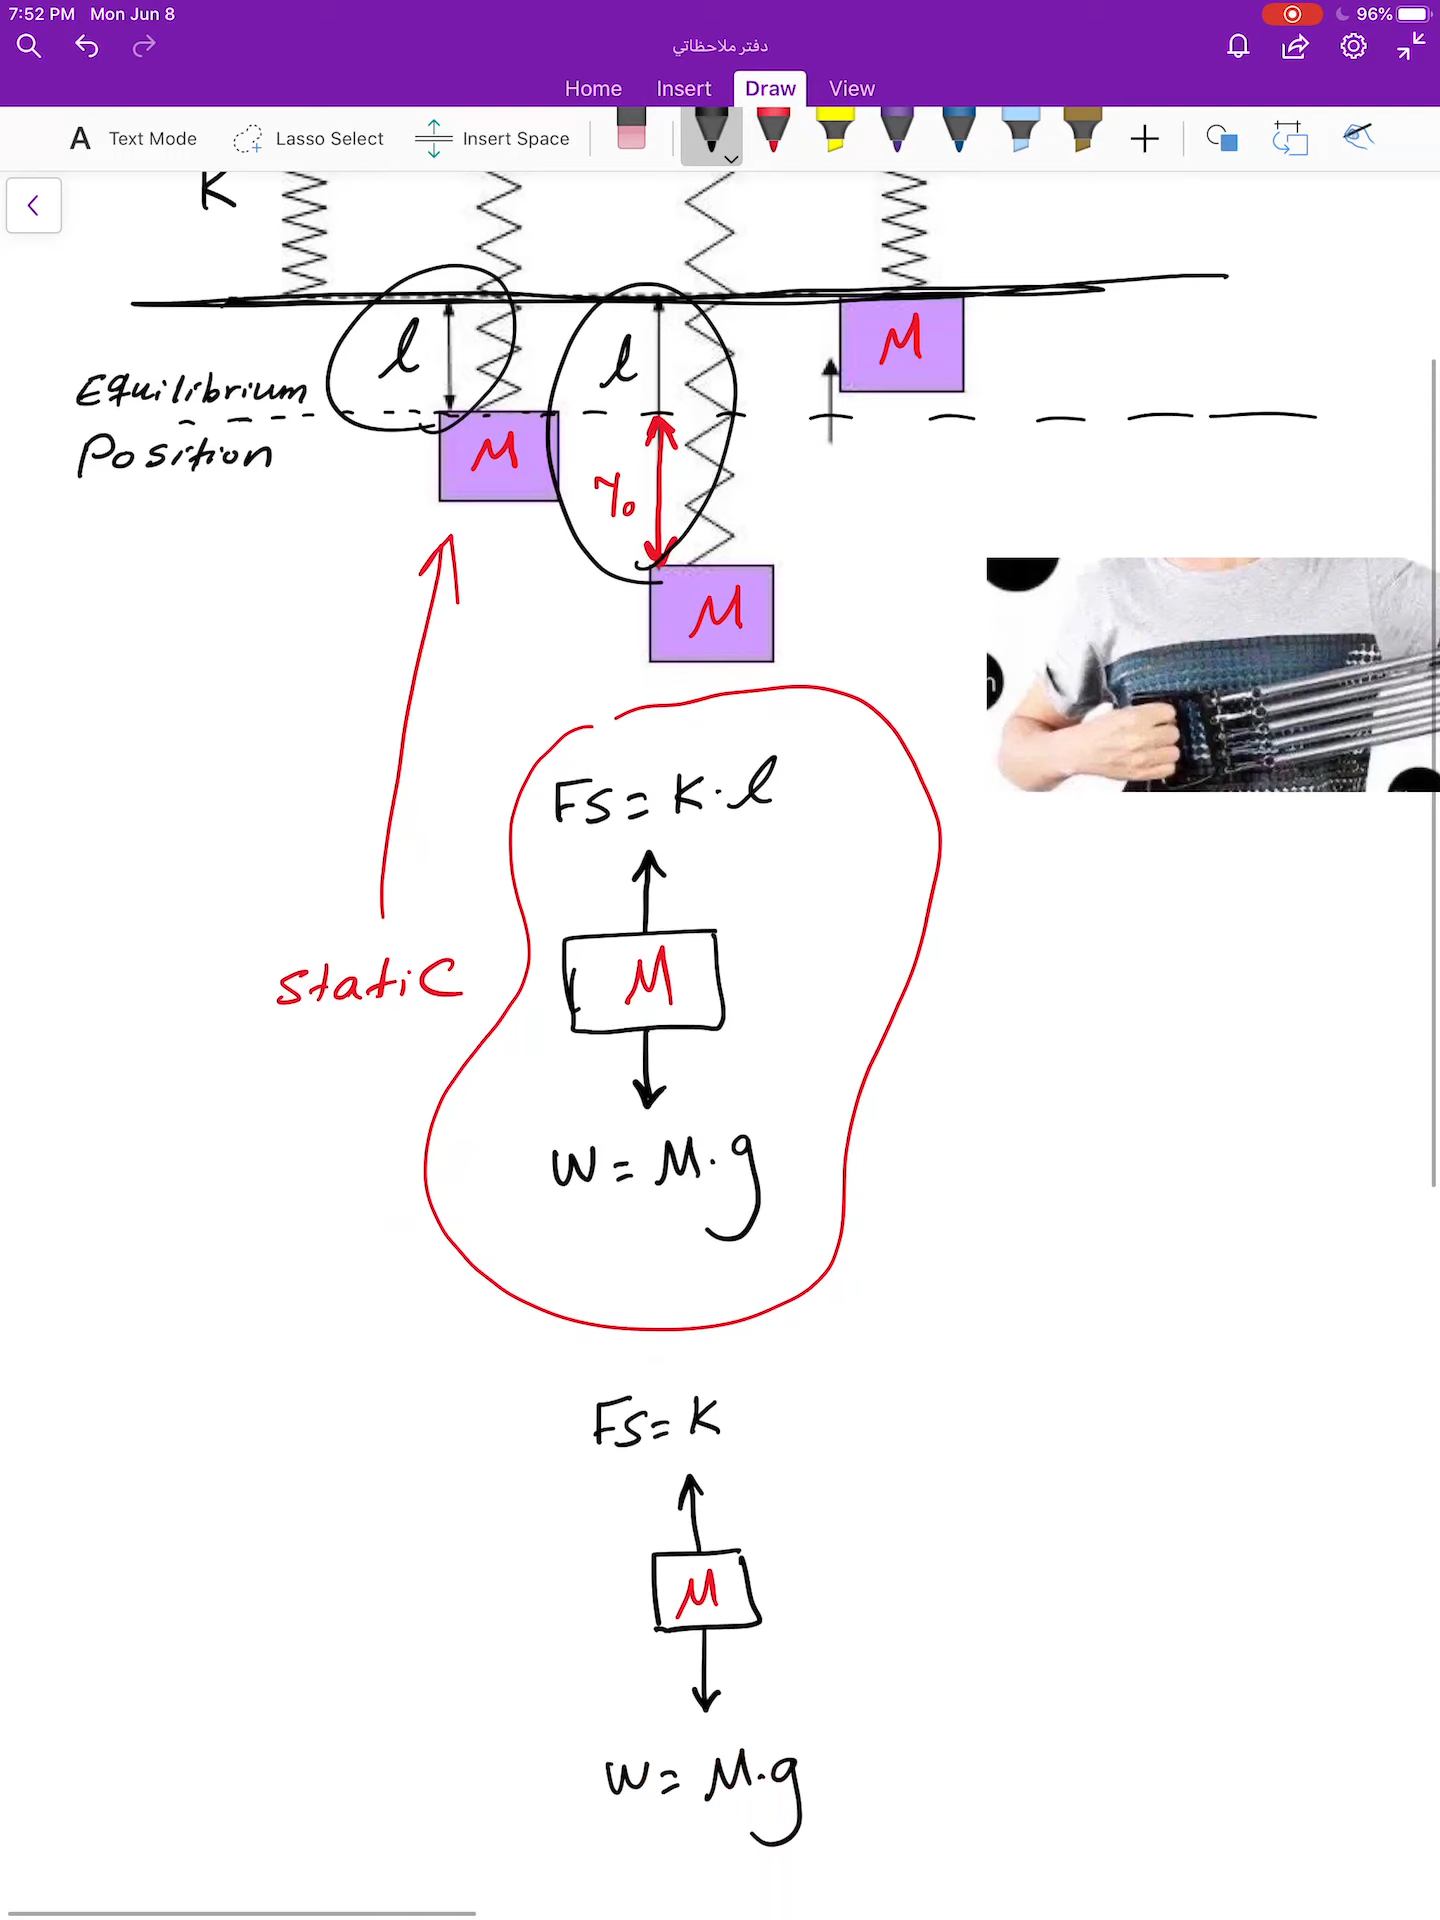 7:52 PM Mon Jun 8
96%
دفتر ملاحظاتي
Home Insert Draw View
A Text Mode Lasso Select Insert Space
K
l
l
M
Equilibrium
Position
M
y₀
M
Fs = K·l
M
static
W = M·g
Fs = K
M
W = M·g